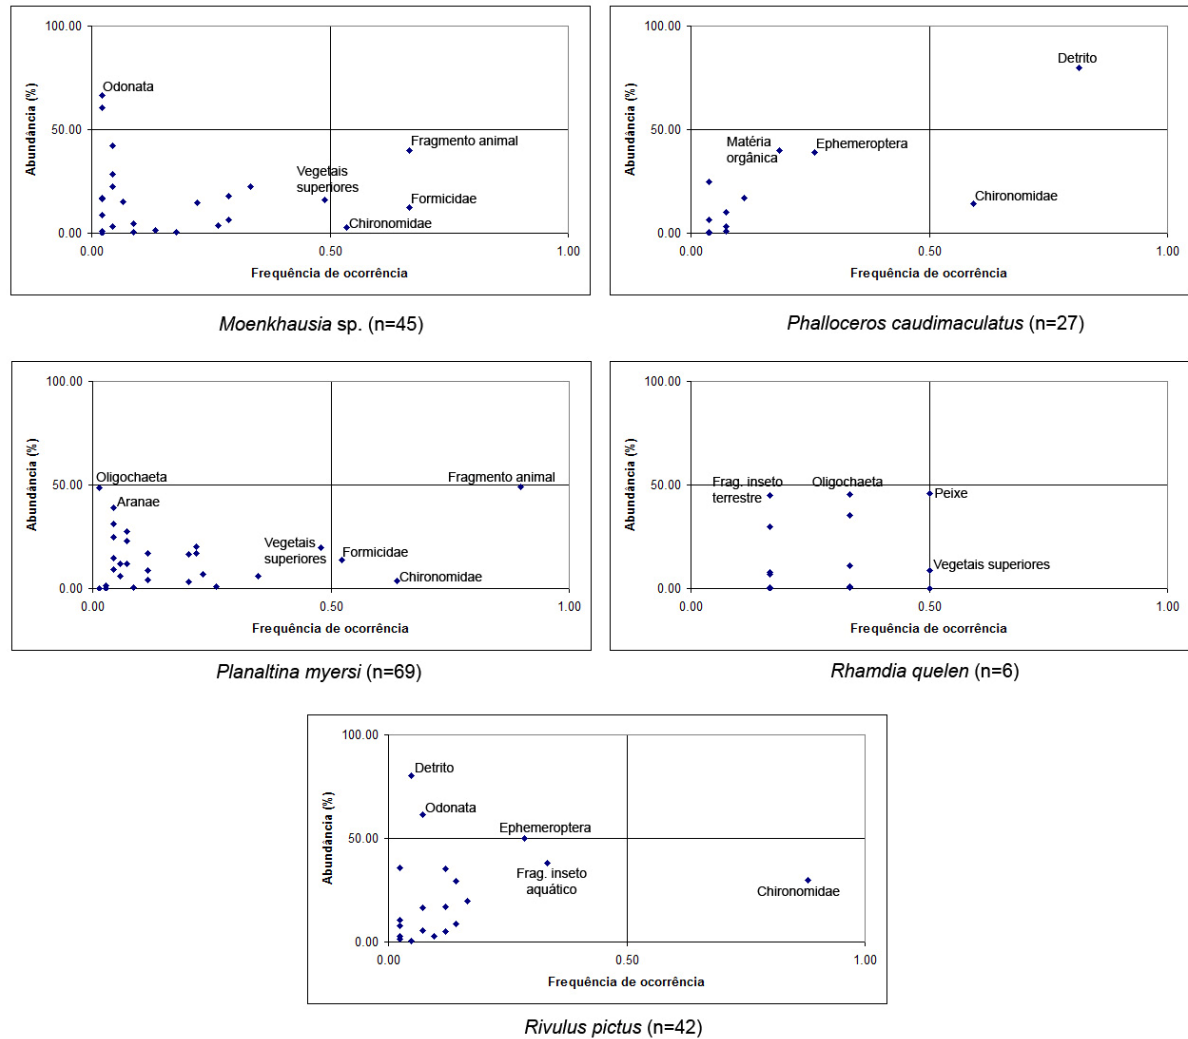 100.00
Odonata
Abundância (%)
50.00
Fragmento animal
Vegetais
superiores
Formicidae
Chironomidae
0.00
0.00 0.50 1.00
Frequência de ocorrência
Moenkhausia sp. (n=45)
100.00
Detrito
Abundância (%)
50.00
Matéria
orgânica
Ephemeroptera
Chironomidae
0.00
0.00 0.50 1.00
Frequência de ocorrência
Phalloceros caudimaculatus (n=27)
100.00
Oligochaeta
Fragmento animal
Abundância (%)
50.00
Aranae
Vegetais
superiores
Formicidae
Chironomidae
0.00
0.00 0.50 1.00
Frequência de ocorrência
Planaltina myersi (n=69)
100.00
Abundância (%)
50.00
Frag. inseto
terrestre
Oligochaeta
Peixe
Vegetais superiores
0.00
0.00 0.50 1.00
Frequência de ocorrência
Rhamdia quelen (n=6)
100.00
Detrito
Odonata
Abundância (%)
Ephemeroptera
50.00
Frag. inseto
aquático
Chironomidae
0.00
0.00 0.50 1.00
Frequência de ocorrência
Rivulus pictus (n=42)